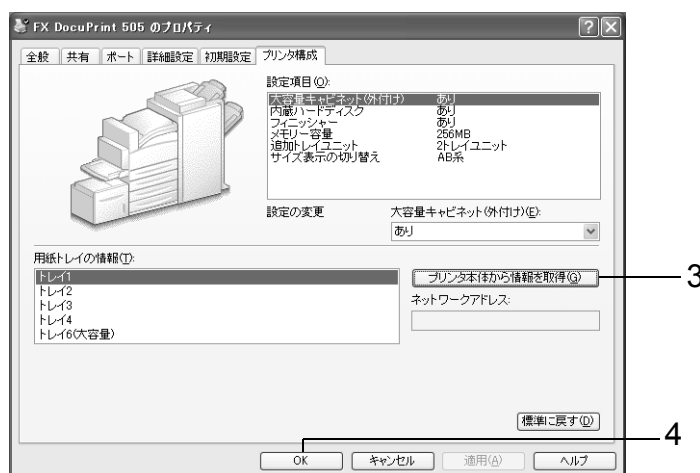 FX DocuPrint 505 のプロパティ
全般 共有 ポート 詳細設定 初期設定 プリンタ構成
設定項目(O):
大容量キャビネット(外付け) あり
内蔵ハードディスク あり
フィニッシャー あり
メモリー容量 256MB
追加トレイユニット 2トレイユニット
サイズ表示の切り替え AB系
設定の変更 大容量キャビネット(外付け)(E):
あり
用紙トレイの情報(T):
トレイ1
トレイ2
トレイ3
トレイ4
トレイ6(大容量)
プリンタ本体から情報を取得(G)
3
ネットワークアドレス:
標準に戻す(D)
4
OK キャンセル 適用(A) ヘルプ